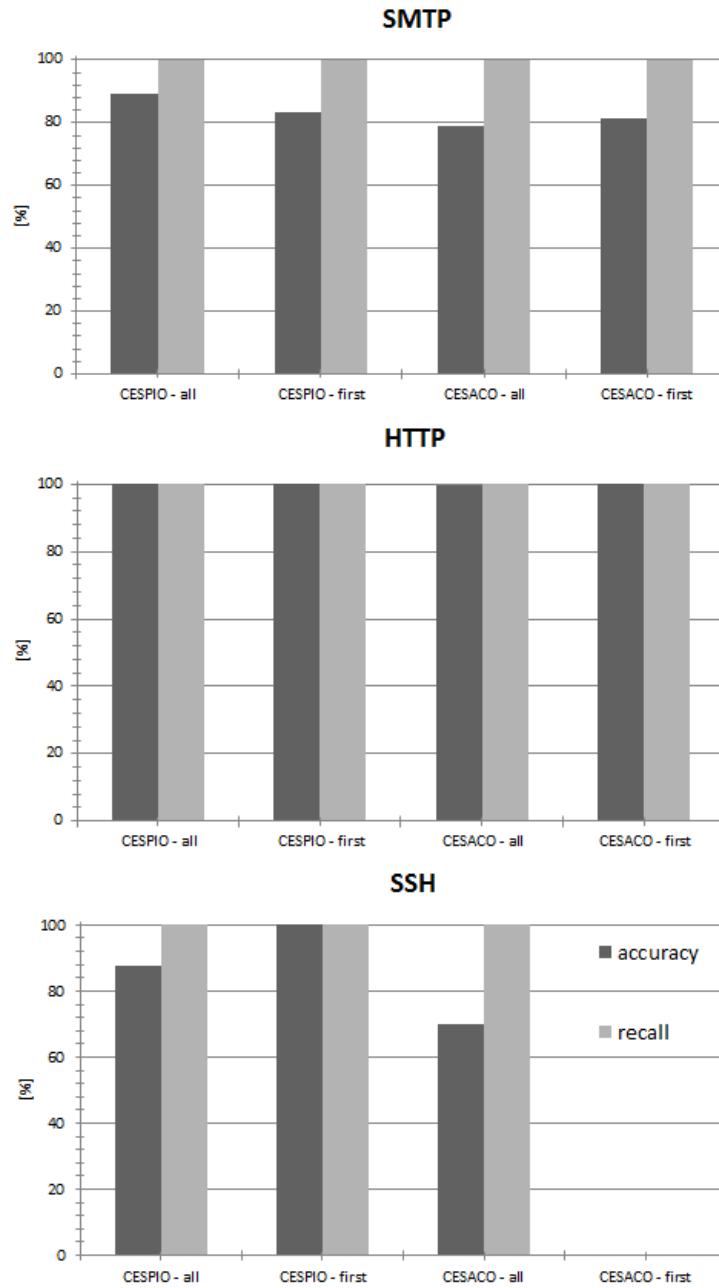 SMTP
100
80
60
[%]
40
20
0
CESPIO - all CESPIO - first CESACO - all CESACO - first
HTTP
100
80
60
[%]
40
20
0
CESPIO - all CESPIO - first CESACO - all CESACO - first
SSH
100
accuracy
80
recall
60
[%]
40
20
0
CESPIO - all CESPIO - first CESACO - all CESACO - first